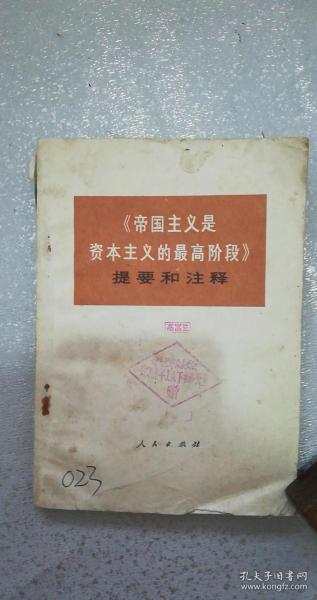 《帝国主义是
资本主义的最高阶段》
提要和注释
人民出版社
023
孔夫子旧书网